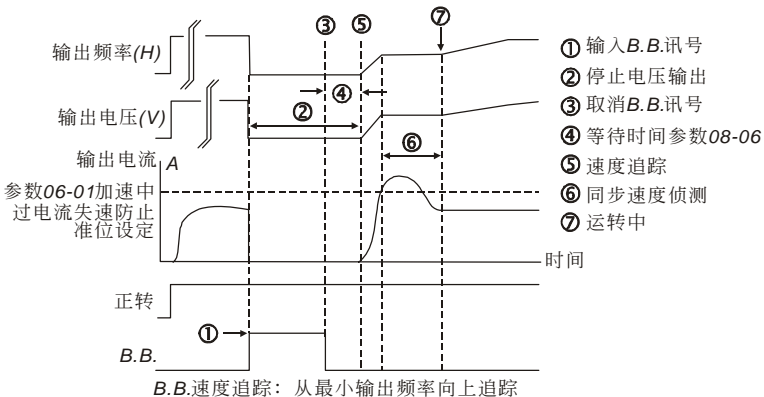 ③ ⑤ ⑦
输出频率(H)
④
②
输出电压(V)
⑥
输出电流 A
参数06-01加速中
过电流失速防止
准位设定
时间
正转
①
B.B.
B.B.速度追踪：从最小输出频率向上追踪
① 输入B.B.讯号
② 停止电压输出
③ 取消B.B.讯号
④ 等待时间参数08-06
⑤ 速度追踪
⑥ 同步速度侦测
⑦ 运转中